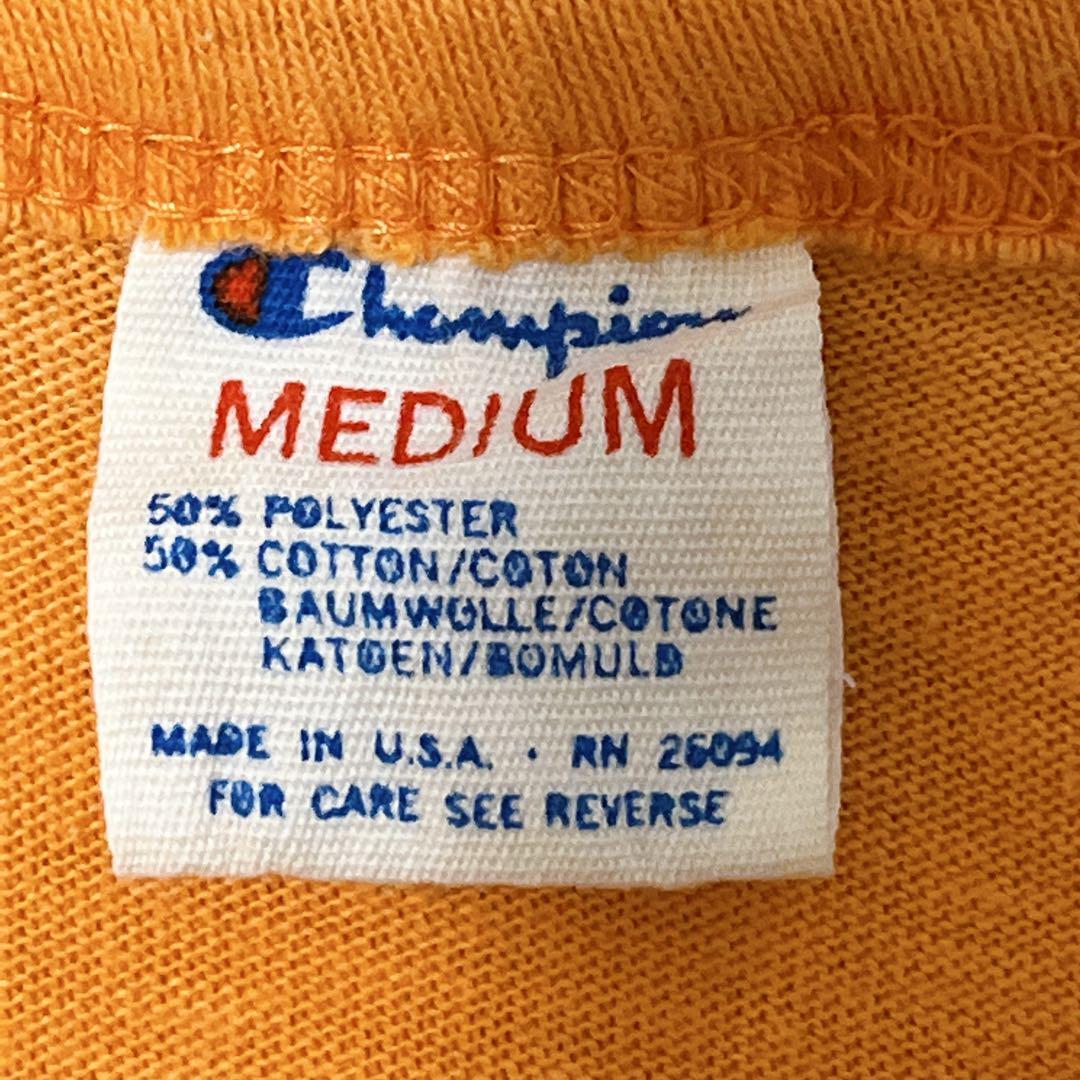 Champion
MEDIUM
50% POLYESTER
50% COTTON/COTON
BAUMWOLLE/COTONE
KATOEN/BOMULD
MADE IN U.S.A. · RN 26094
FOR CARE SEE REVERSE